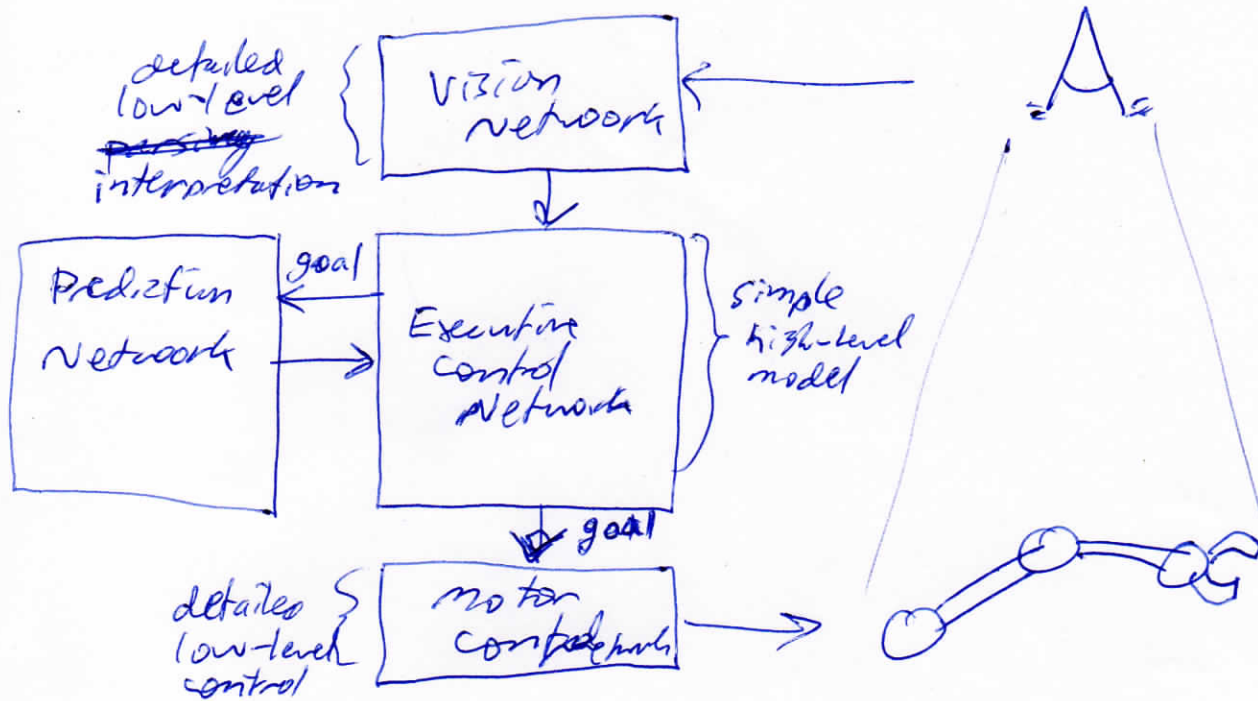 detailed
low-level
parsing
interpretation
Vision
Network
Prediction
Network
goal
Executive
Control
Network
simple
high-level
model
goal
detailed
low-level
control
motor